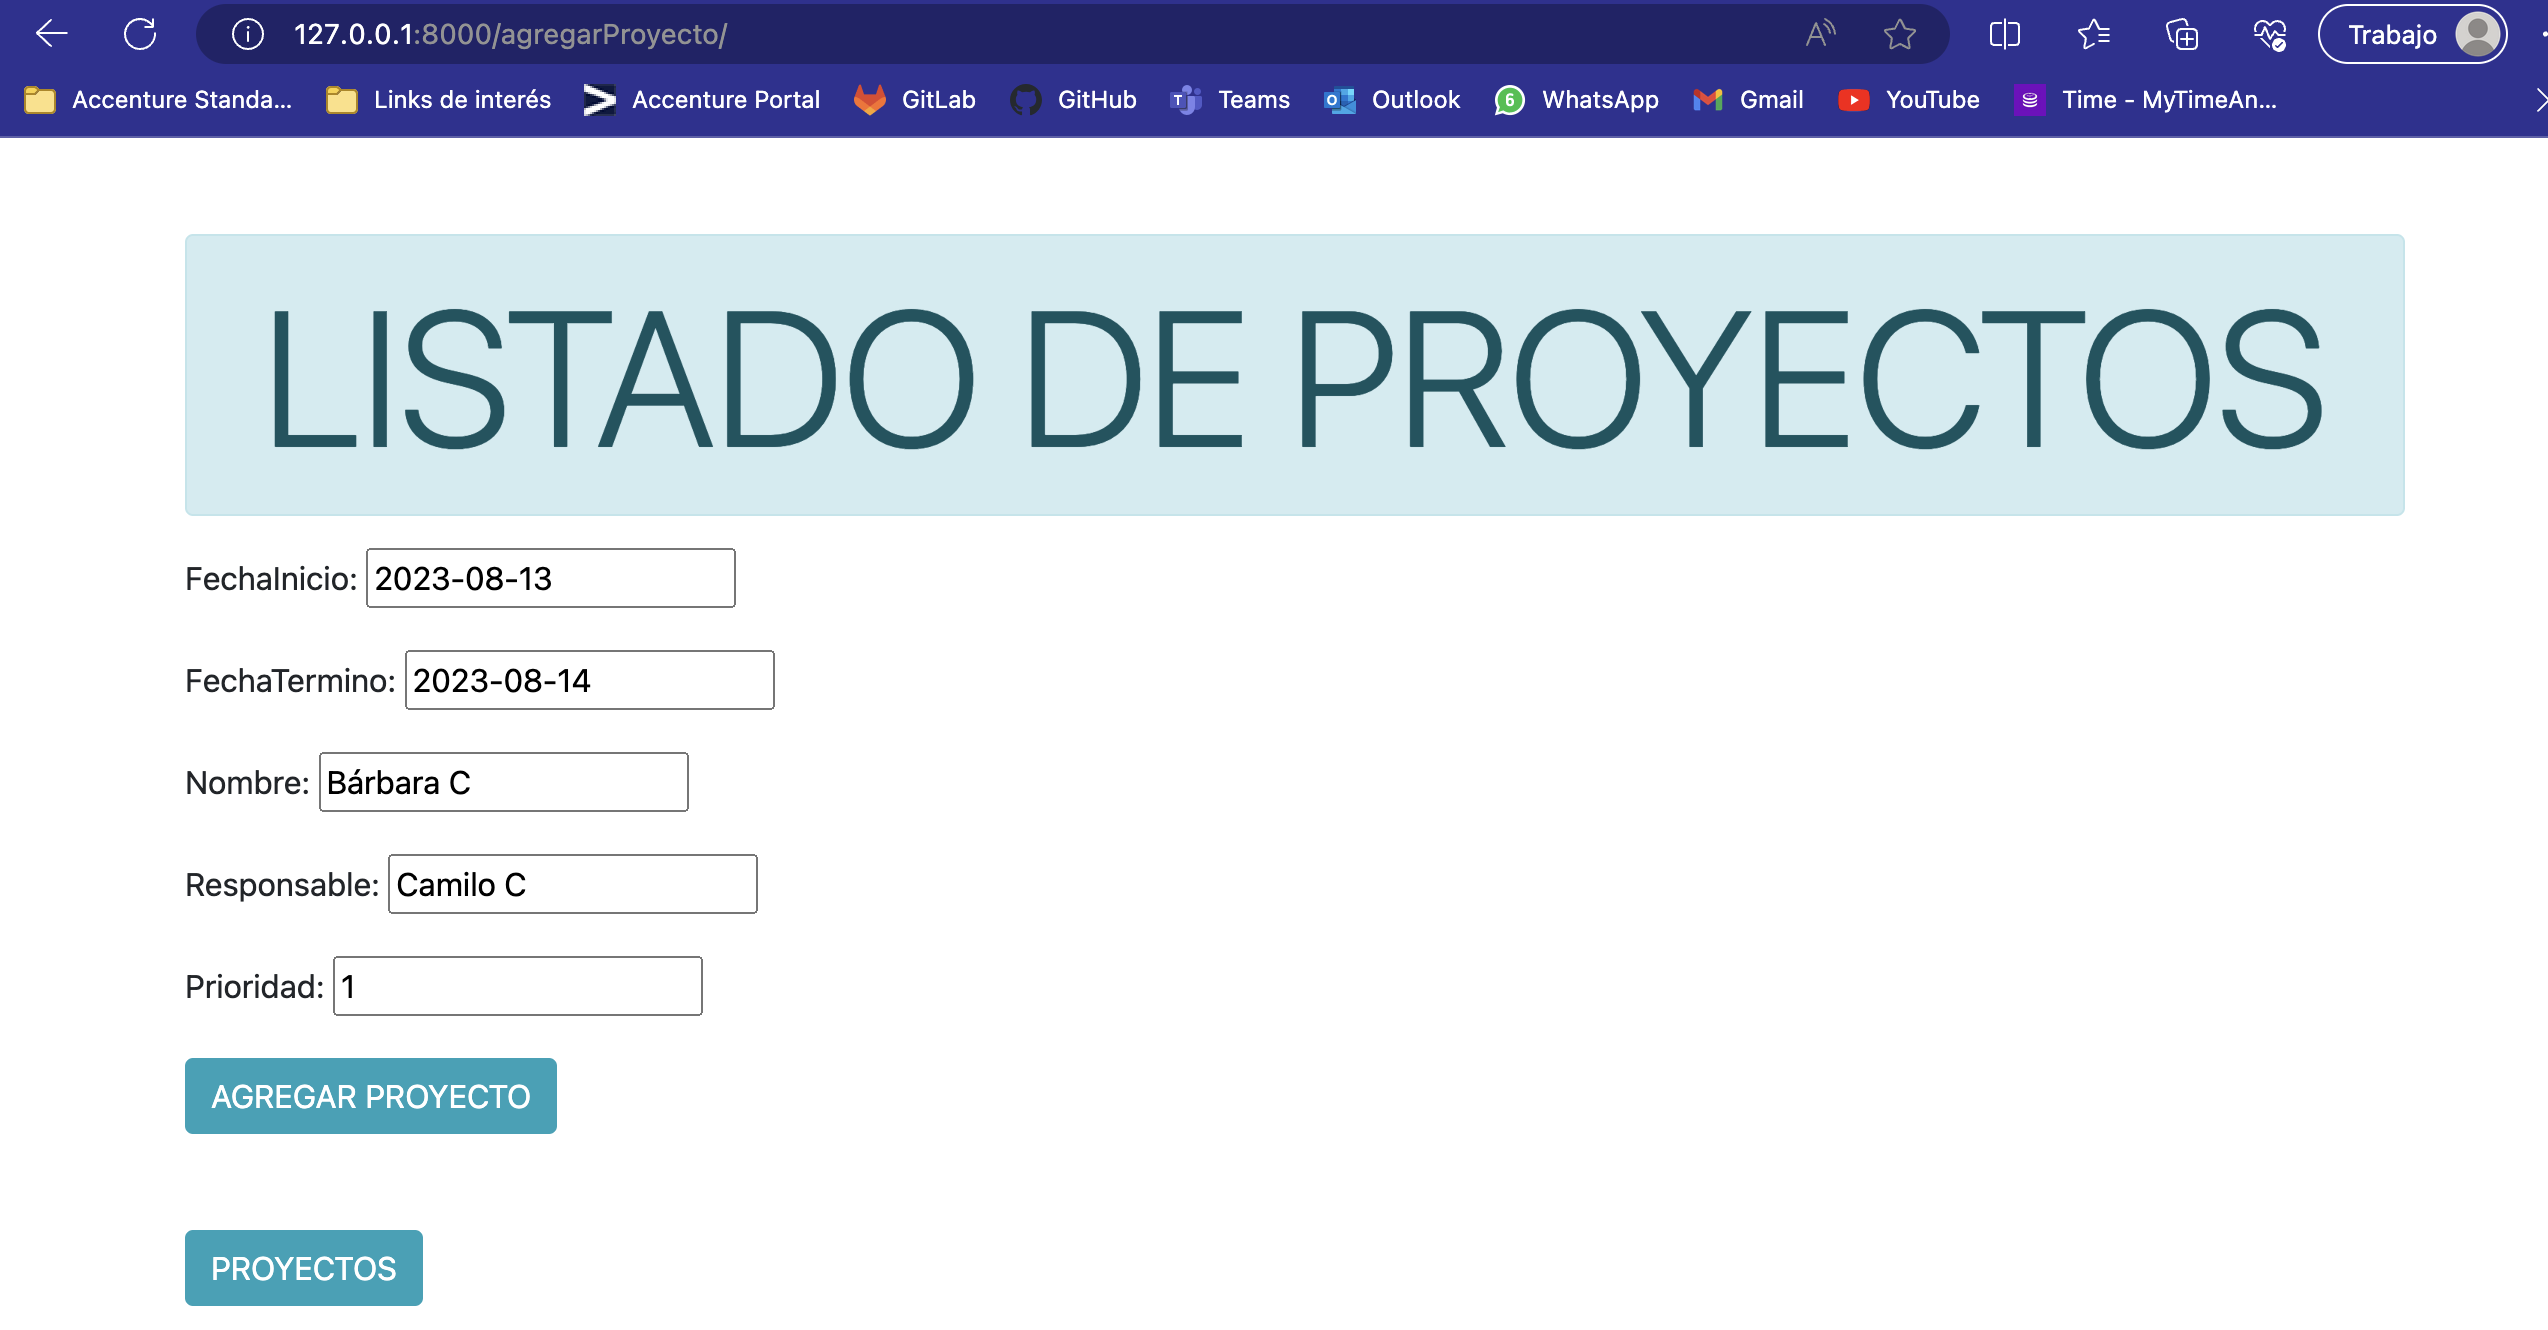 127.0.0.1:8000/agregarProyecto/
Trabajo
Accenture Standa... Links de interés Accenture Portal GitLab GitHub Teams Outlook 6 WhatsApp Gmail YouTube Time - MyTimeAn...
LISTADO DE PROYECTOS
FechaInicio: 2023-08-13
FechaTermino: 2023-08-14
Nombre: Bárbara C
Responsable: Camilo C
Prioridad: 1
AGREGAR PROYECTO
PROYECTOS